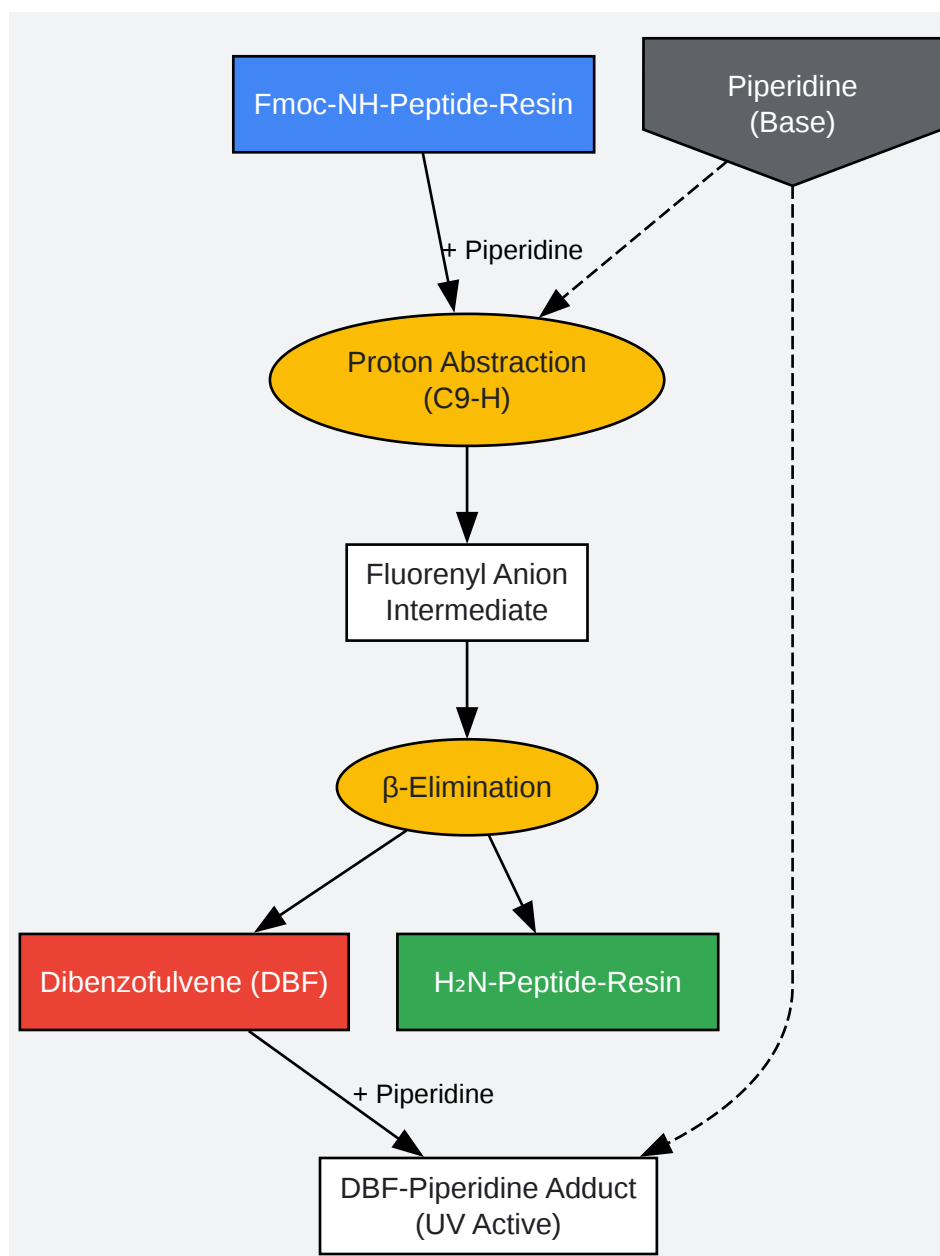 Fmoc-NH-Peptide-Resin
Piperidine
(Base)
+ Piperidine
Proton Abstraction
(C9-H)
Fluorenyl Anion
Intermediate
β-Elimination
Dibenzofulvene (DBF)
H₂N-Peptide-Resin
+ Piperidine
DBF-Piperidine Adduct
(UV Active)